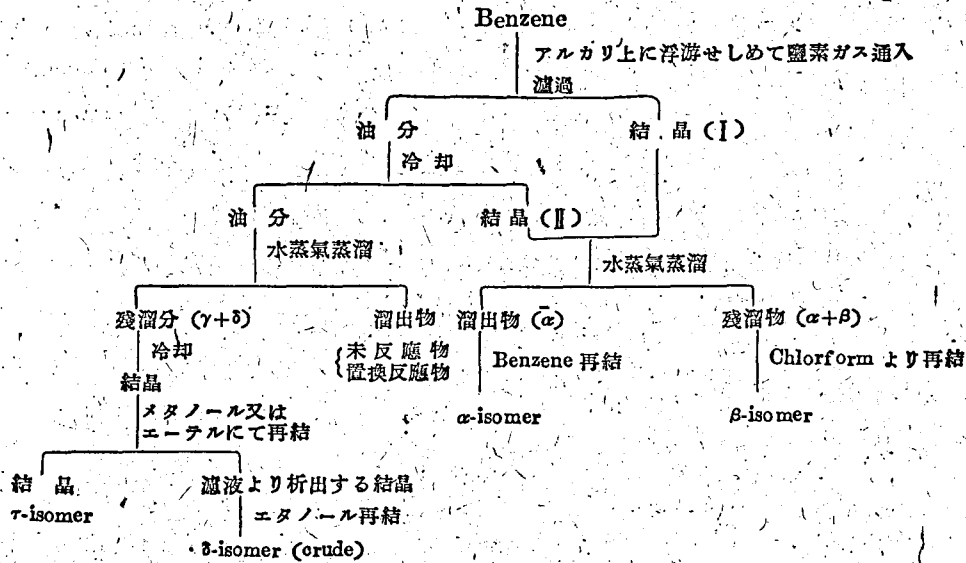 Benzene
アルカリ上に浮游せしめて鹽素ガス通入
濾過
油 分
結 晶 (I)
冷 却
油 分
結 晶 (II)
水蒸氣蒸溜
水蒸氣蒸溜
殘溜分 (γ+δ)
溜出物
溜出物 (α)
殘溜物 (α+β)
冷却
未反應物
置換反應物
Benzene 再結
Chlorform より再結
結晶
α-isomer
β-isomer
メタノール又は
エーテルにて再結
結 晶
濾液より析出する結晶
τ-isomer
エタノール再結
δ-isomer (crude)